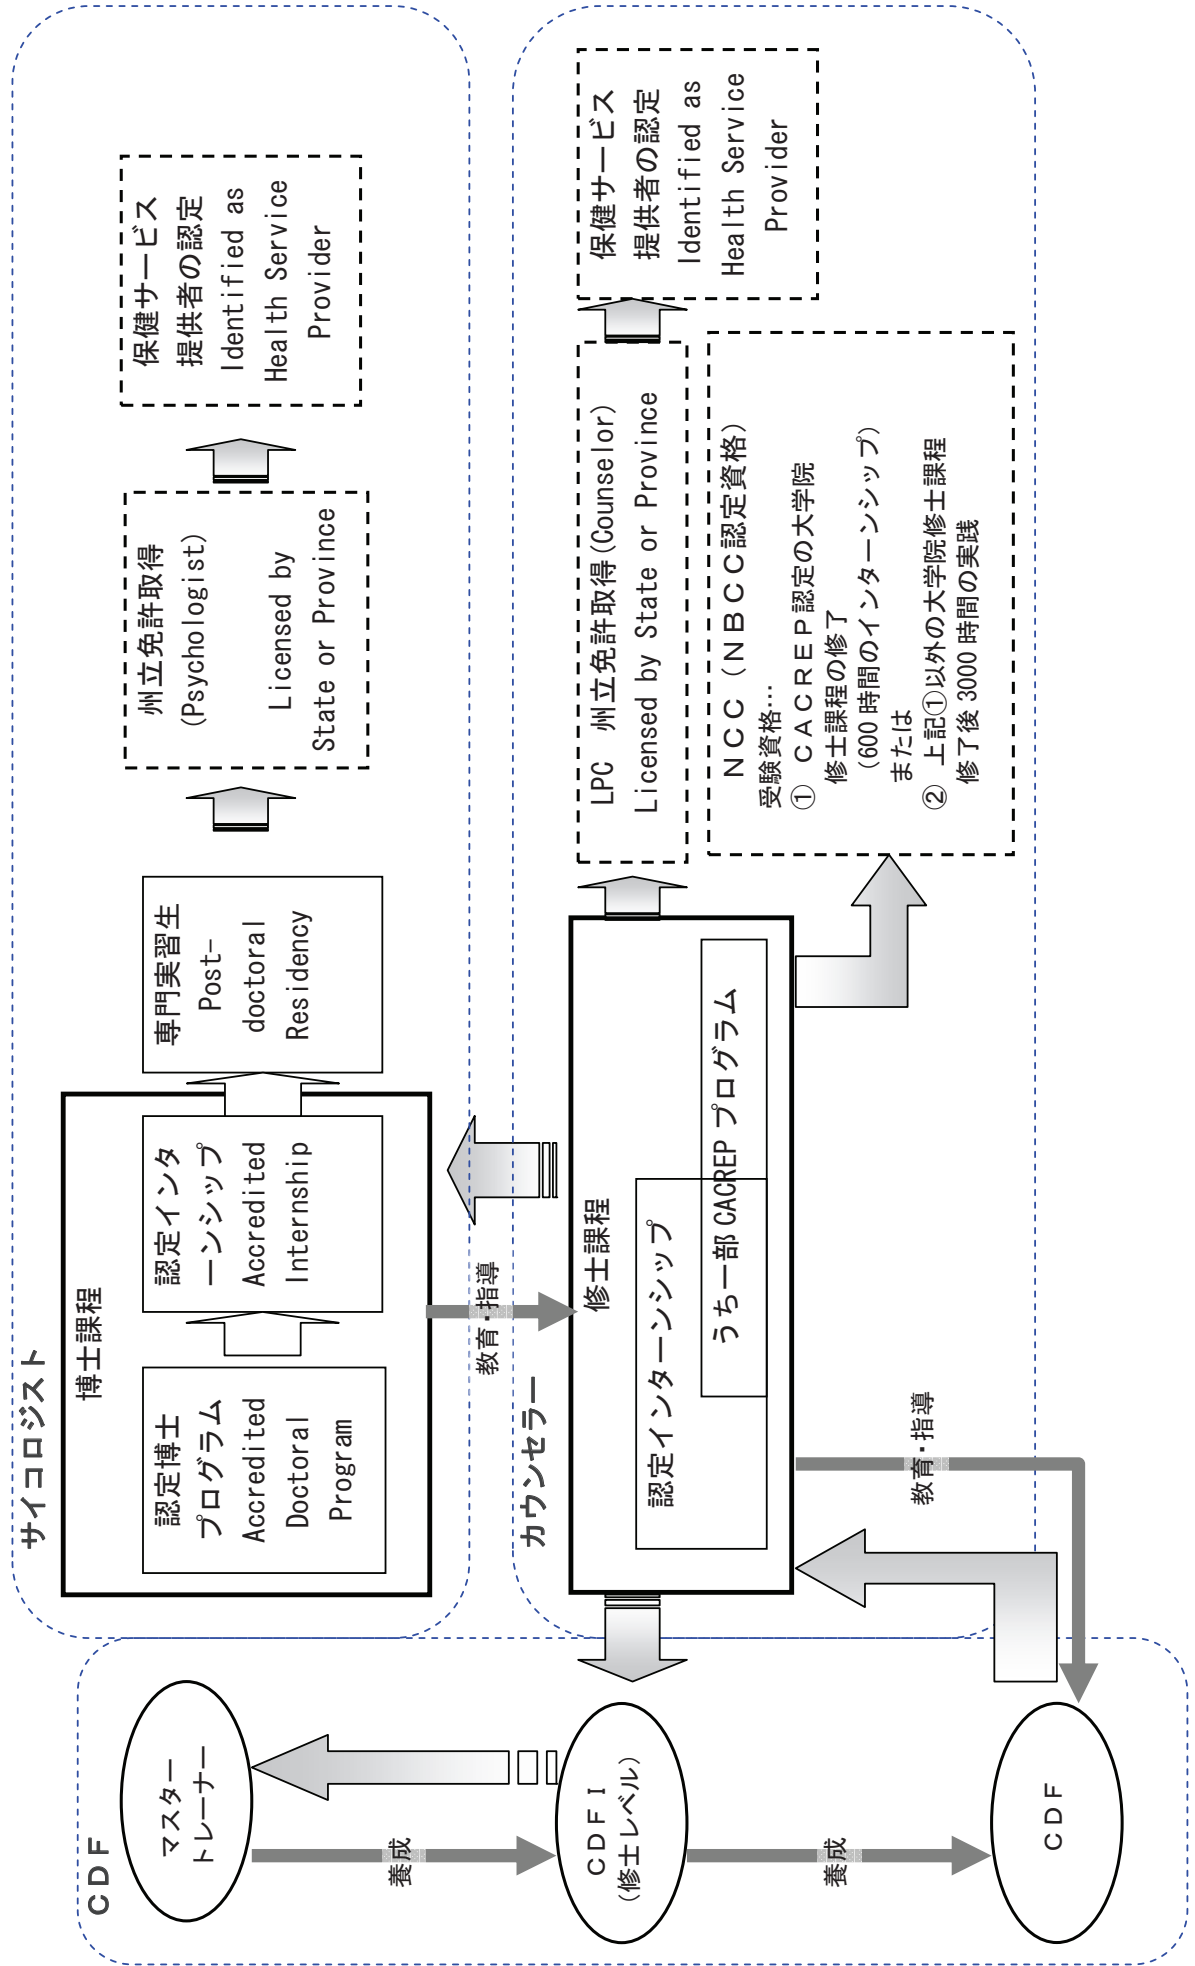 サイコロジスト
博士課程
認定博士
プログラム
Accredited
Doctoral
Program
認定インタ
ーンシップ
Accredited
Internship
専門実習生
Post-
doctoral
Residency
州立免許取得
(Psychologist)
Licensed by
State or Province
保健サービス
提供者の認定
Identified as
Health Service
Provider
教育・指導
カウンセラー
修士課程
認定インターンシップ
うち一部 CACREP プログラム
LPC 州立免許取得(Counselor)
Licensed by State or Province
保健サービス
提供者の認定
Identified as
Health Service
Provider
ＮＣＣ（ＮＢＣＣ認定資格）
受験資格…
① ＣＡＣＲＥＰ認定の大学院
修士課程の修了
(600 時間のインターンシップ)
または
② 上記①以外の大学院修士課程
修了後 3000 時間の実践
教育・指導
ＣＤＦ
マスター
トレーナー
養成
ＣＤＦＩ
(修士レベル)
養成
ＣＤＦ